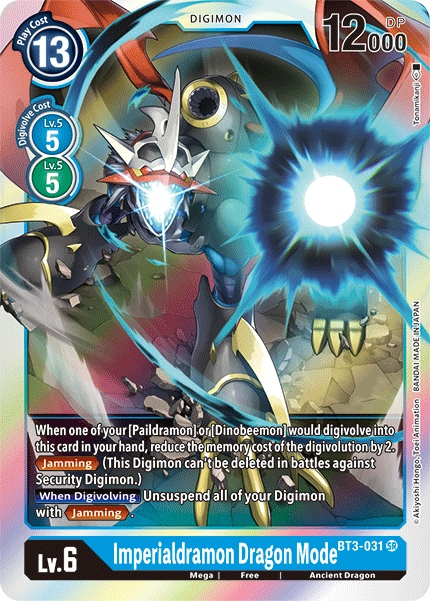 Play Cost
13
DIGIMON
12000
DP
Digivolve Cost
Lv.5
5
Lv.5
5
Tonamikanji
When one of your [Paildramon] or [Dinobeemon] would digivolve into
this card in your hand, reduce the memory cost of the digivolution by 2.
Jamming (This Digimon can't be deleted in battles against
Security Digimon.)
When Digivolving Unsuspend all of your Digimon
with Jamming.
© Akiyoshi Hongo, Toei Animation BANDAI MADE IN JAPAN
Lv.6
Imperialdramon Dragon Mode
BT3-031 SR
Mega | Free | Ancient Dragon